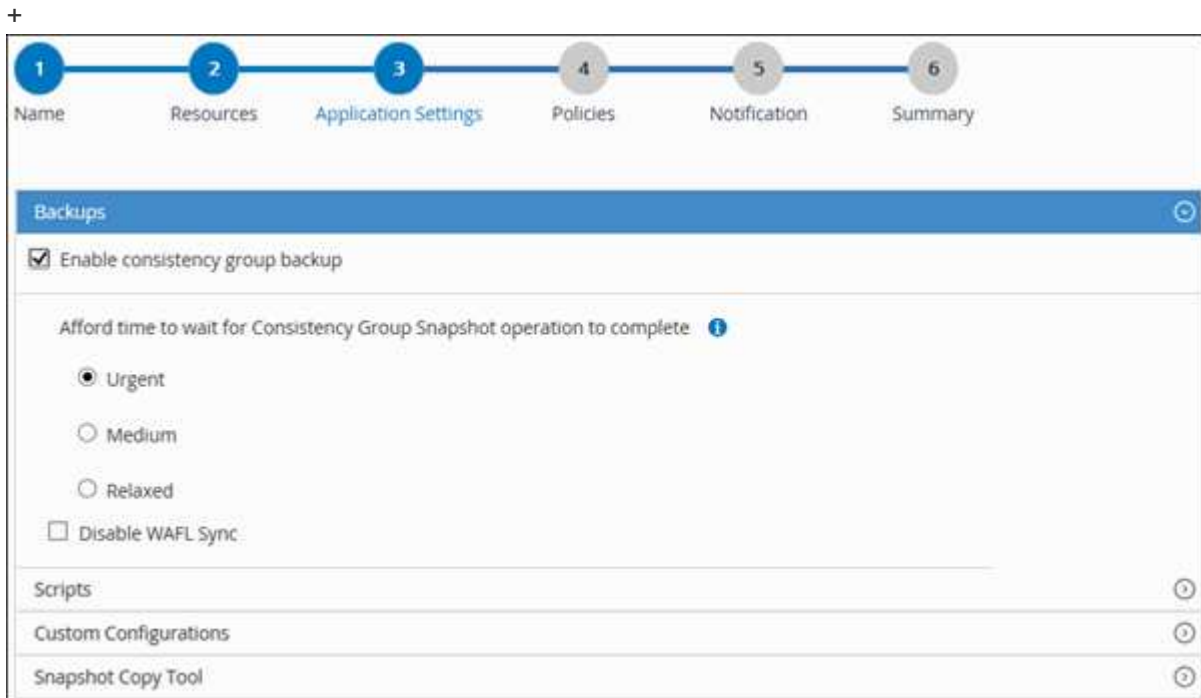 +
1 2 3 4 5 6
Name Resources Application Settings Policies Notification Summary
Backups
Enable consistency group backup
Afford time to wait for Consistency Group Snapshot operation to complete
Urgent
Medium
Relaxed
Disable WAFL Sync
Scripts
Custom Configurations
Snapshot Copy Tool